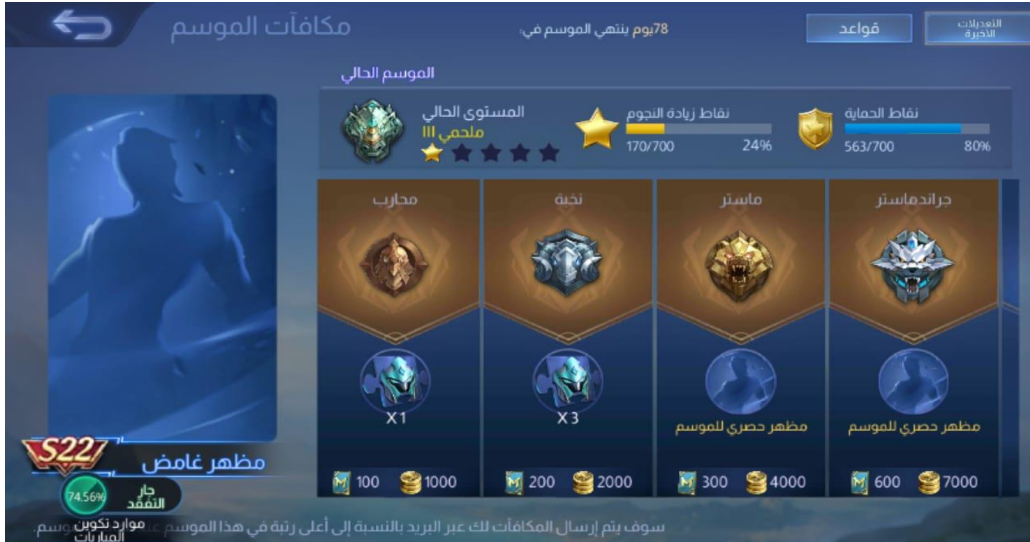 مكافآت الموسم
78يوم ينتهي الموسم في:
قواعد
التعديلات
الأخيرة
الموسم الحالي
المستوى الحالي
ملحمي III
نقاط زيادة النجوم
170/700
24%
نقاط الحماية
563/700
80%
محارب
نخبة
ماستر
جراندماستر
X 1
X 3
مظهر حصري للموسم
مظهر حصري للموسم
100
1000
200
2000
300
4000
600
7000
S22
مظهر غامض
74.56%
جار
التفقد
موارد تكوين
المباريات
سوف يتم إرسال المكافآت لك عبر البريد بالنسبة إلى أعلى رتبة في هذا الموسم